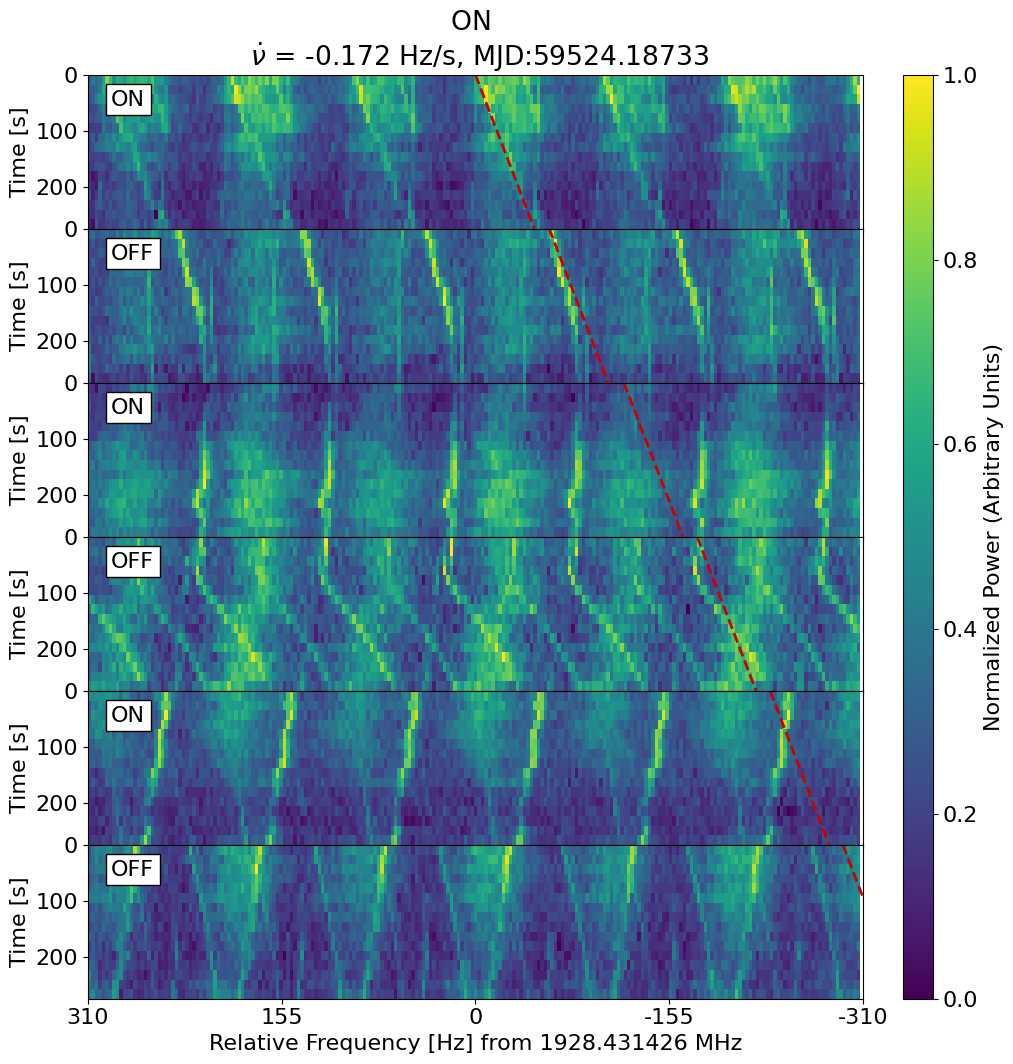 ON
ν̇ = -0.172 Hz/s, MJD:59524.18733
0
ON
100
Time [s]
200
0
OFF
100
Time [s]
200
0
ON
100
Time [s]
200
0
OFF
100
Time [s]
200
0
ON
100
Time [s]
200
0
OFF
100
Time [s]
200
310 155 0 -155 -310
Relative Frequency [Hz] from 1928.431426 MHz
1.0
0.8
0.6
0.4
0.2
0.0
Normalized Power (Arbitrary Units)